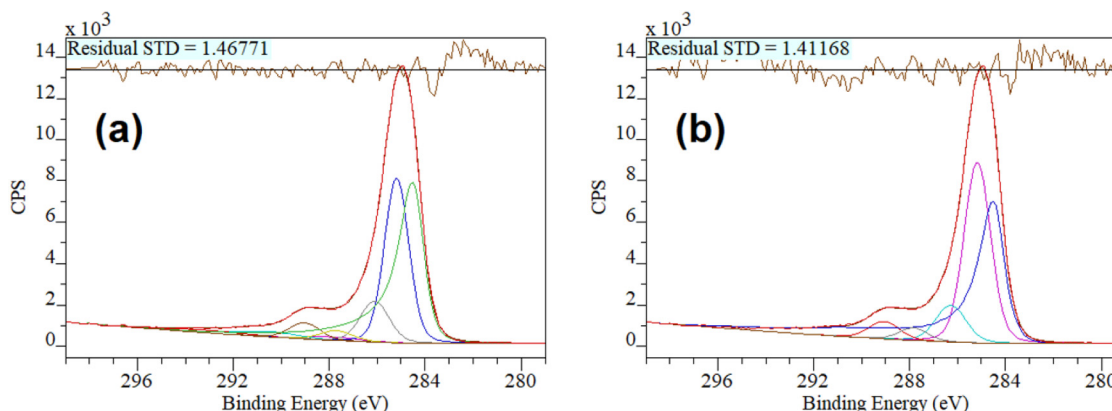 x 10³
Residual STD = 1.46771
(a)
CPS
14
12
10
8
6
4
2
0
296
292
288
284
280
Binding Energy (eV)
x 10³
Residual STD = 1.41168
(b)
CPS
14
12
10
8
6
4
2
0
296
292
288
284
280
Binding Energy (eV)